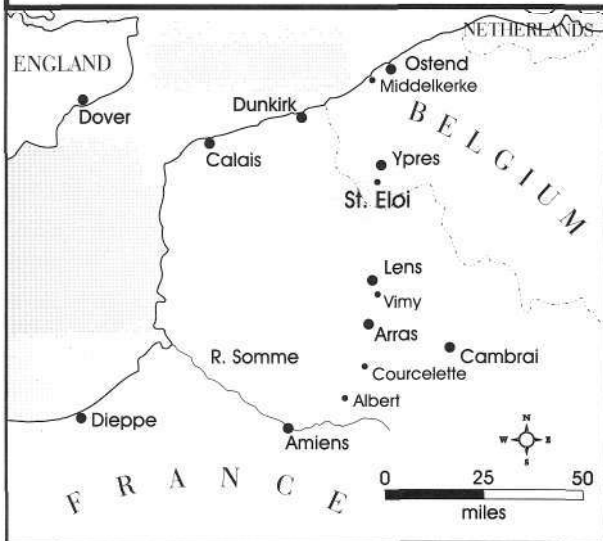 NETHERLANDS
ENGLAND
Ostend
Middelkerke
Dover
Dunkirk
BELGIUM
Calais
Ypres
St. Eloi
Lens
Vimy
Arras
R. Somme
Cambrai
Courcelette
Albert
Dieppe
Amiens
N
W E
S
FRANCE
0 25 50
miles